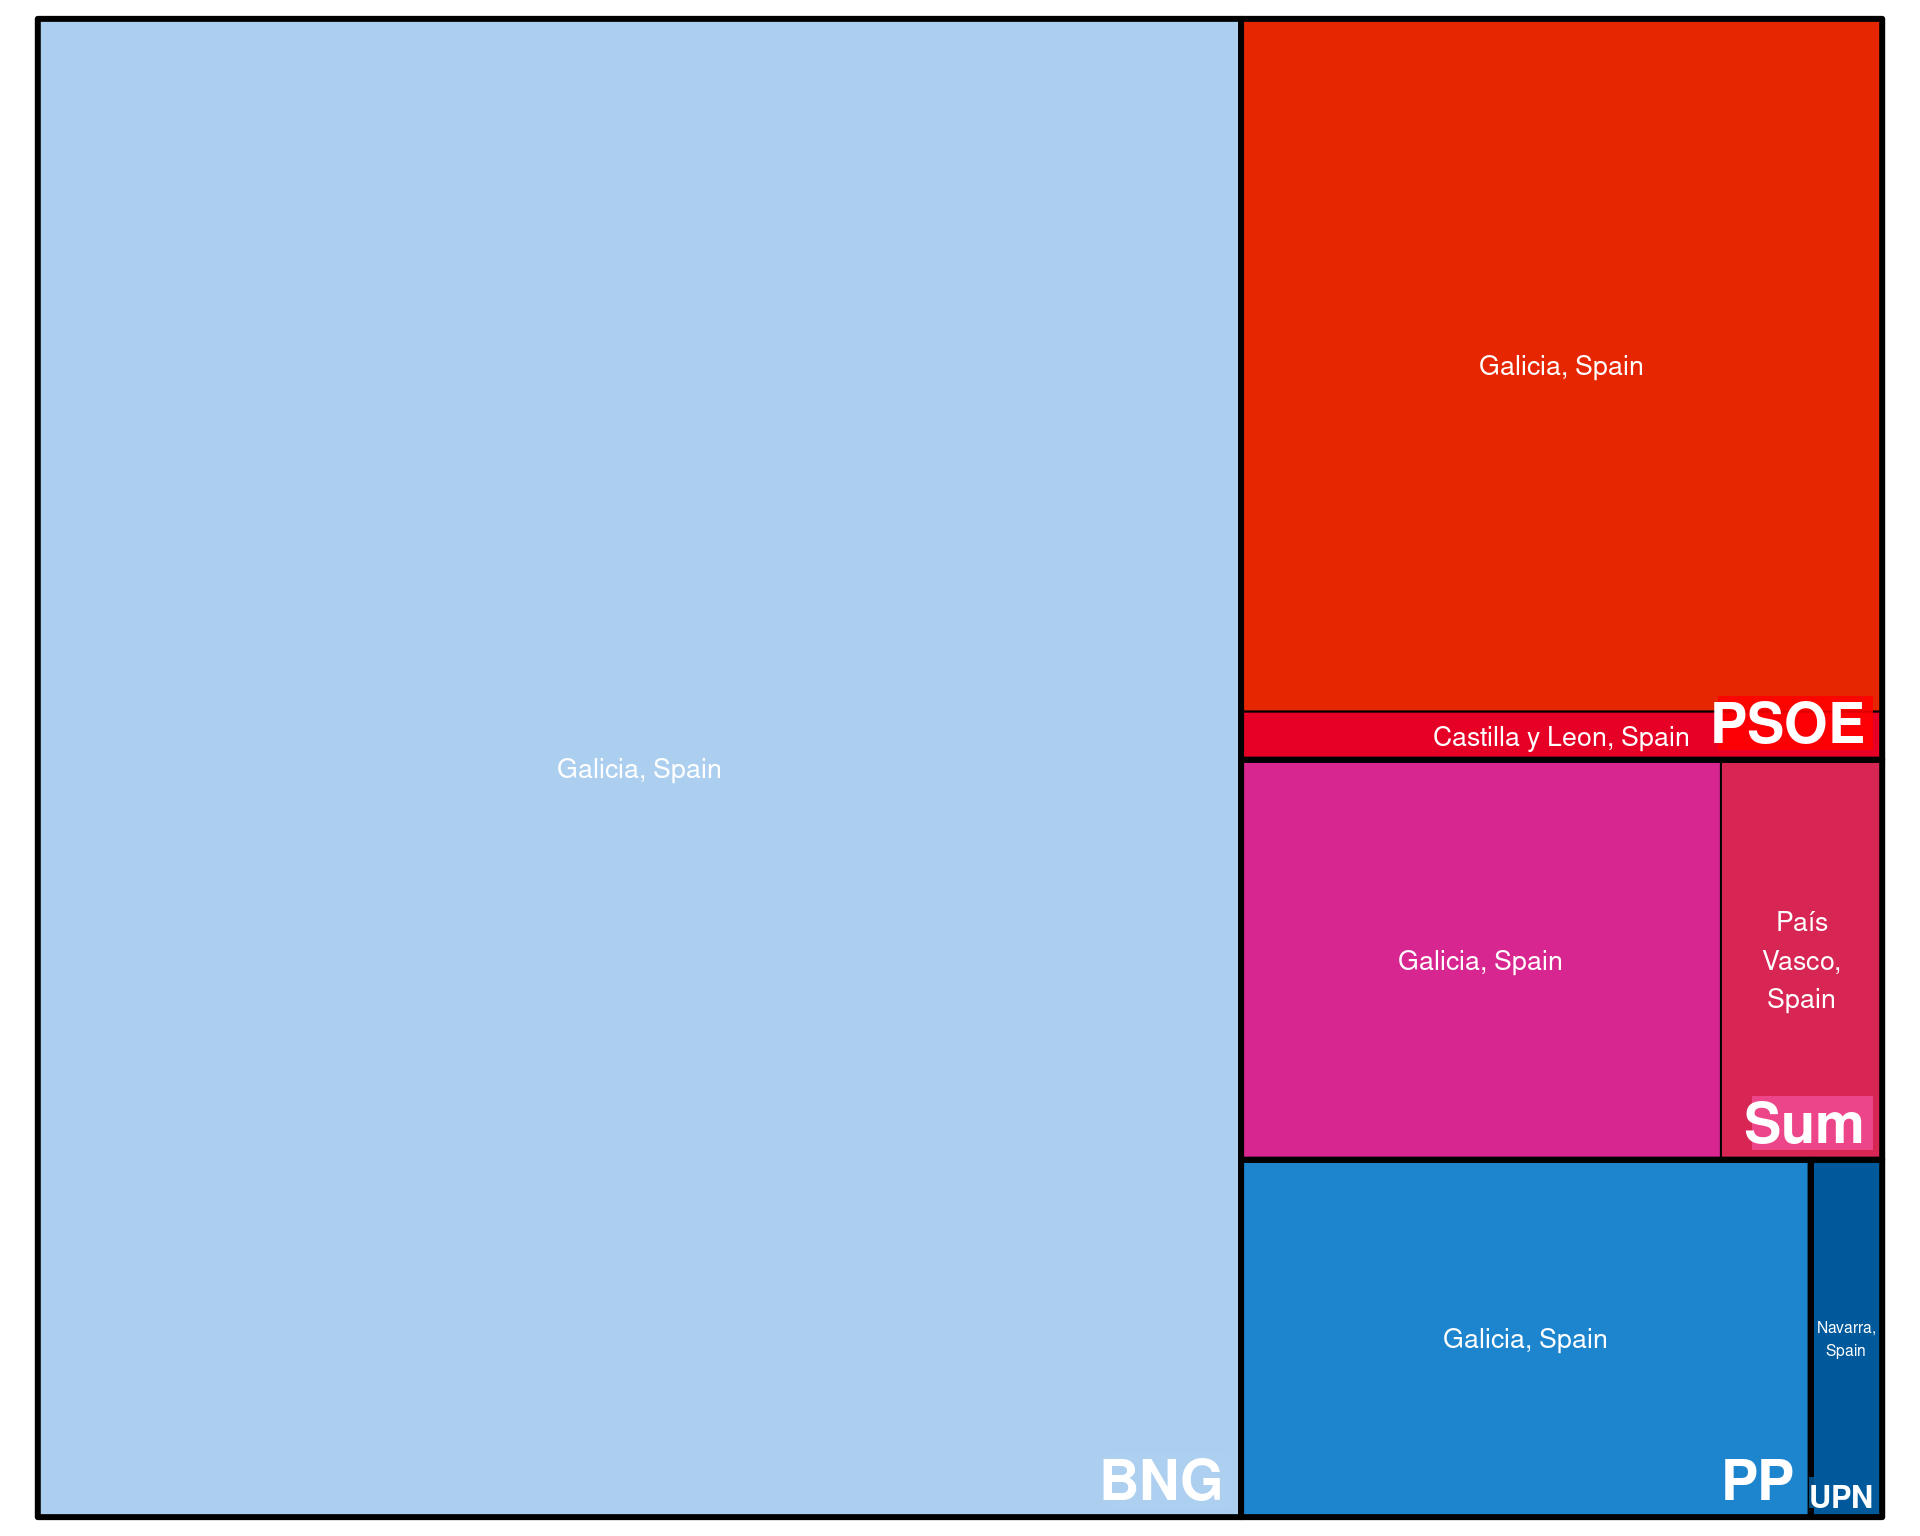 Galicia, Spain
BNG
Galicia, Spain
Castilla y Leon, Spain
PSOE
Galicia, Spain
País
Vasco,
Spain
Sum
Galicia, Spain
PP
Navarra,
Spain
UPN